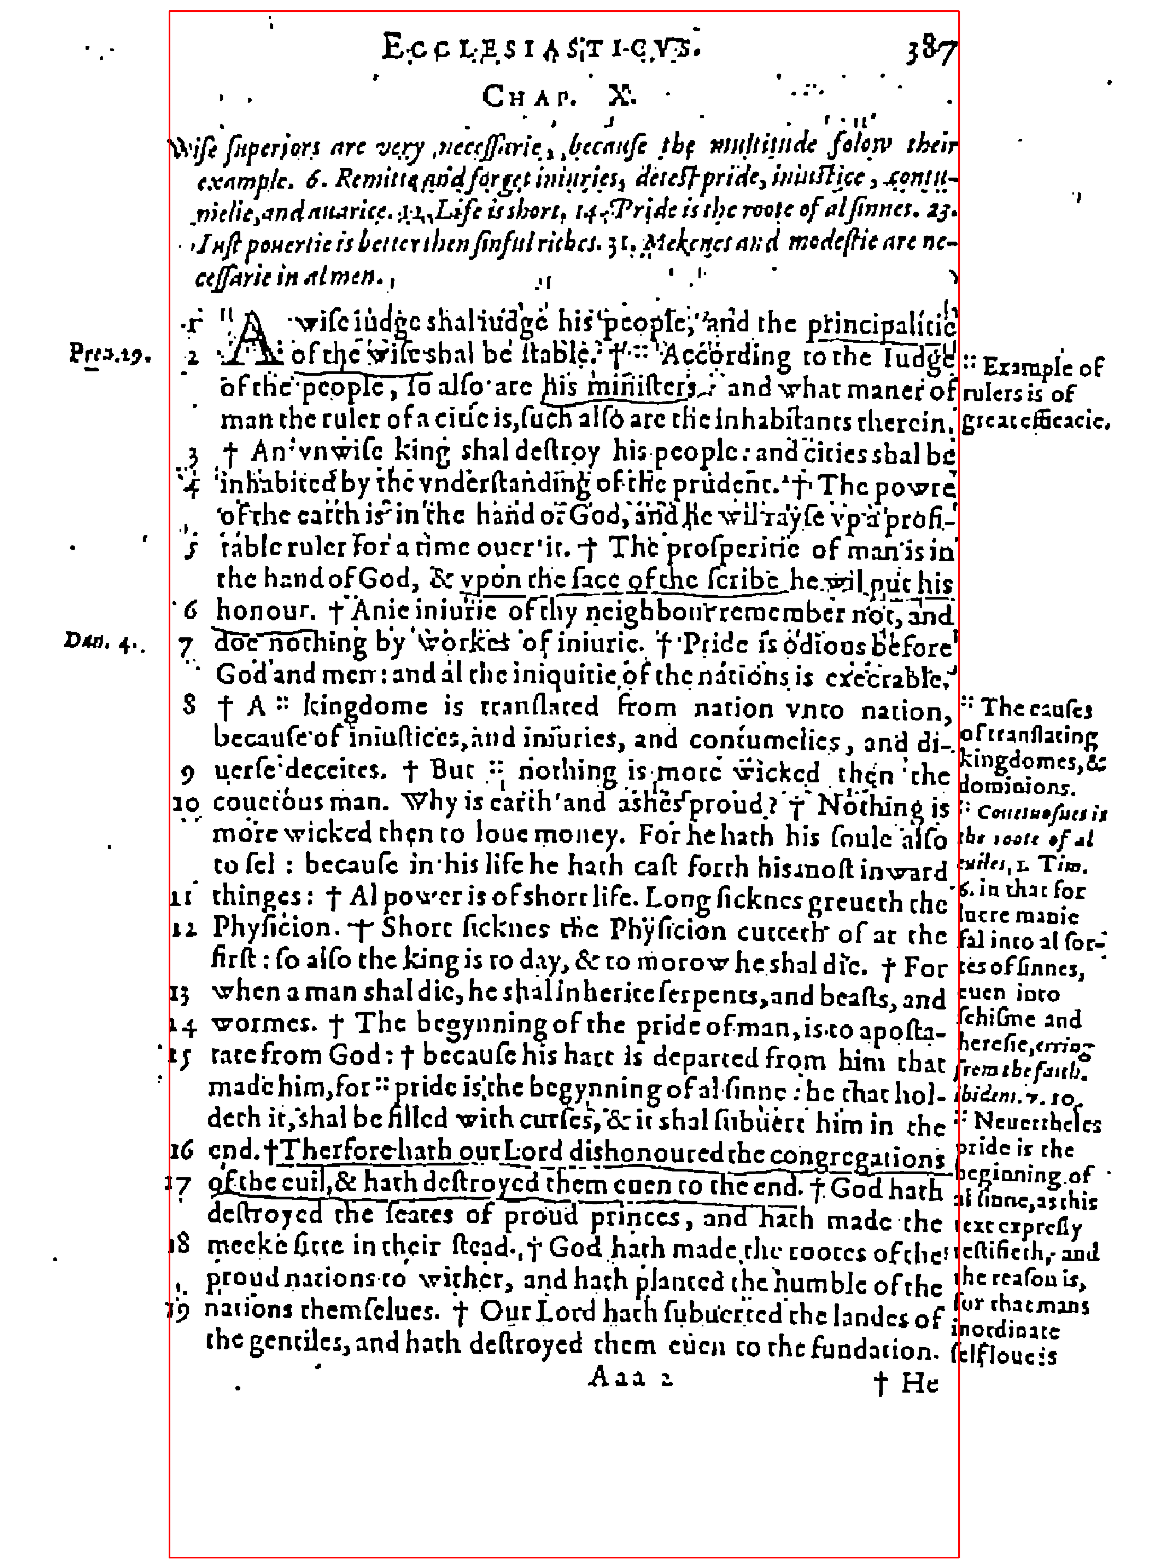 ECCLESIASTICVS. 387
CHAP. X.
Wiſe ſuperiors are very neceſſarie, becauſe the multitude folow their
example. 6. Remitte and forget iniuries, deteſt pride, iniuſtice, contu-
melie, and auarice. 12. Life is short. 14. Pride is the roote of al ſinnes. 23.
Iuſt pouertie is better then ſinful riches. 31. Mekenes and modeſtie are ne-
ceſſarie in al men.
1 A wiſe iudge shal iudge his people, and the principalitie
Prou. 29. 2 of the wiſe shal be ſtable. † :: According to the Iudge
of the people, ſo alſo are his miniſters: and what maner of
man the ruler of a citie is, ſuch alſo are the inhabitants therein.
:: Example of
rulers is of
great efficacie.
3 † An vnwiſe king shal deſtroy his people: and cities shal be
4 inhabited by the vnderſtanding of the prudent. † The powre
of the earth is in the hand of God, and he wil rayſe vp a profi-
5 table ruler for a time ouer it. † The proſperitie of man is in
the hand of God, & vpon the face of the ſcribe he wil put his
6 honour. † Anie iniurie of thy neighbour remember not, and
Dan. 4. 7 doe nothing by workes of iniurie. † Pride is odious before
God and men: and al the iniquitie of the nations is execrable.
8 † A :: kingdome is tranſlated from nation vnto nation,
becauſe of iniuſtices, and iniuries, and contumelies, and di-
9 uerſe deceites. † But :: nothing is more wicked then the
10 couetous man. Why is earth and ashes proud? † Nothing is
more wicked then to loue money. For he hath his ſoule alſo
to ſel: becauſe in his life he hath caſt forth his moſt inward
11 thinges: † Al power is of short life. Long ſicknes greueth the
12 Phyſicion. † Short ſicknes the Phyſicion cutteth of at the
firſt: ſo alſo the king is to day, & to morow he shal die. † For
13 when a man shal die, he shal inherite ſerpents, and beaſts, and
14 wormes. † The begynning of the pride of man, is to apoſta-
15 tate from God: † becauſe his hart is departed from him that
made him, for :: pride is the begynning of al ſinne: he that hol-
deth it, shal be filled with curſes, & it shal ſubuert him in the
16 end. † Therfore hath our Lord dishonoured the congregations
17 of the euil, & hath deſtroyed them euen to the end. † God hath
deſtroyed the ſeates of proud princes, and hath made the
18 meeke ſitte in their ſtead. † God hath made the rootes of the
proud nations to wither, and hath planted the humble of the
19 nations themſelues. † Our Lord hath ſubuerted the landes of
the gentiles, and hath deſtroyed them euen to the fundation.
:: The cauſes
of tranſlating
kingdomes, &
dominions.
:: Couetuoſnes is
the roote of al
euiles, 1. Tim.
6. in that for
lucre manie
fal into al ſor-
tes of ſinnes,
euen into
ſchiſme and
hereſie, erring
from the faith.
ibidem. v. 10.
:: Neuertheles
pride is the
beginning of
al ſinne, as this
text expreſly
teſtifieth, and
the reaſon is,
for that mans
inordinate
ſelf loue is
Aaa 2 † He